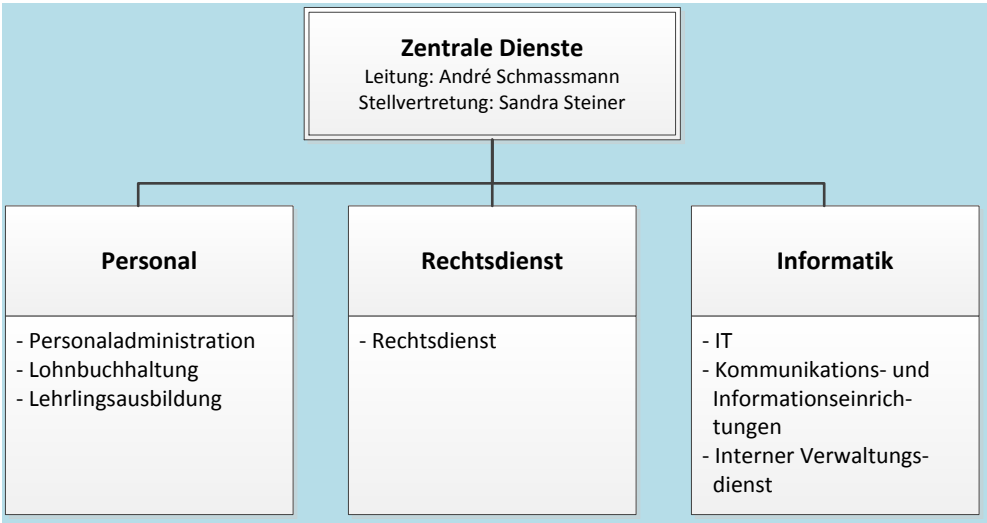 Zentrale Dienste
Leitung: André Schmassmann
Stellvertretung: Sandra Steiner
Personal
- Personaladministration
- Lohnbuchhaltung
- Lehrlingsausbildung
Rechtsdienst
- Rechtsdienst
Informatik
- IT
- Kommunikations- und
Informationseinrich-
tungen
- Interner Verwaltungs-
dienst